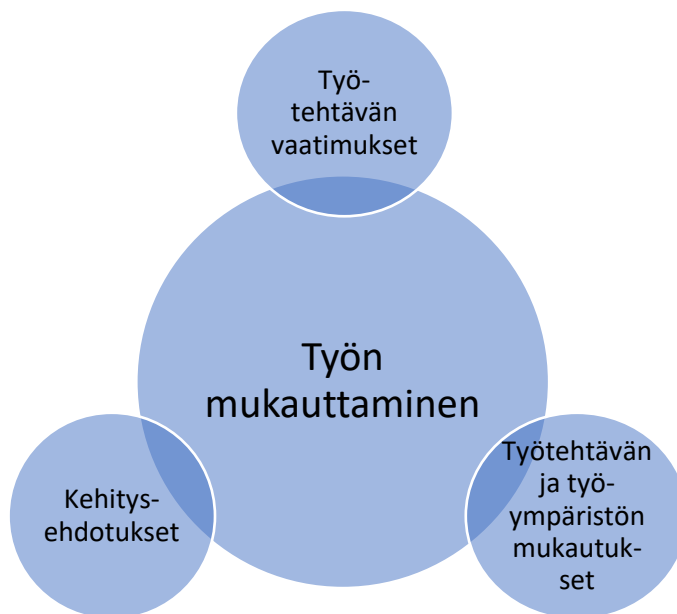 Työ-
tehtävän
vaatimukset
Työn
mukauttaminen
Kehitys-
ehdotukset
Työtehtävän
ja työ-
ympäristön
mukautuk-
set